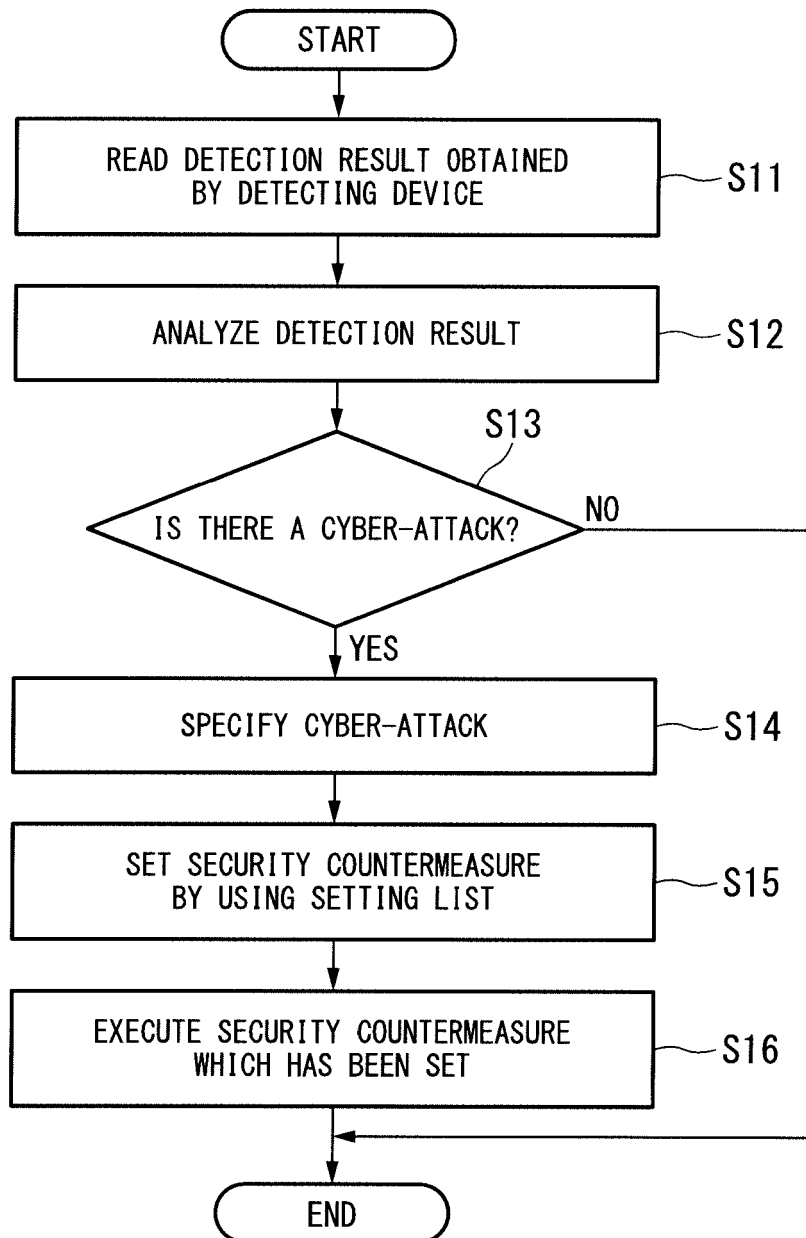 START
READ DETECTION RESULT OBTAINED
BY DETECTING DEVICE
S11
ANALYZE DETECTION RESULT
S12
S13
IS THERE A CYBER-ATTACK?
NO
YES
SPECIFY CYBER-ATTACK
S14
SET SECURITY COUNTERMEASURE
BY USING SETTING LIST
S15
EXECUTE SECURITY COUNTERMEASURE
WHICH HAS BEEN SET
S16
END